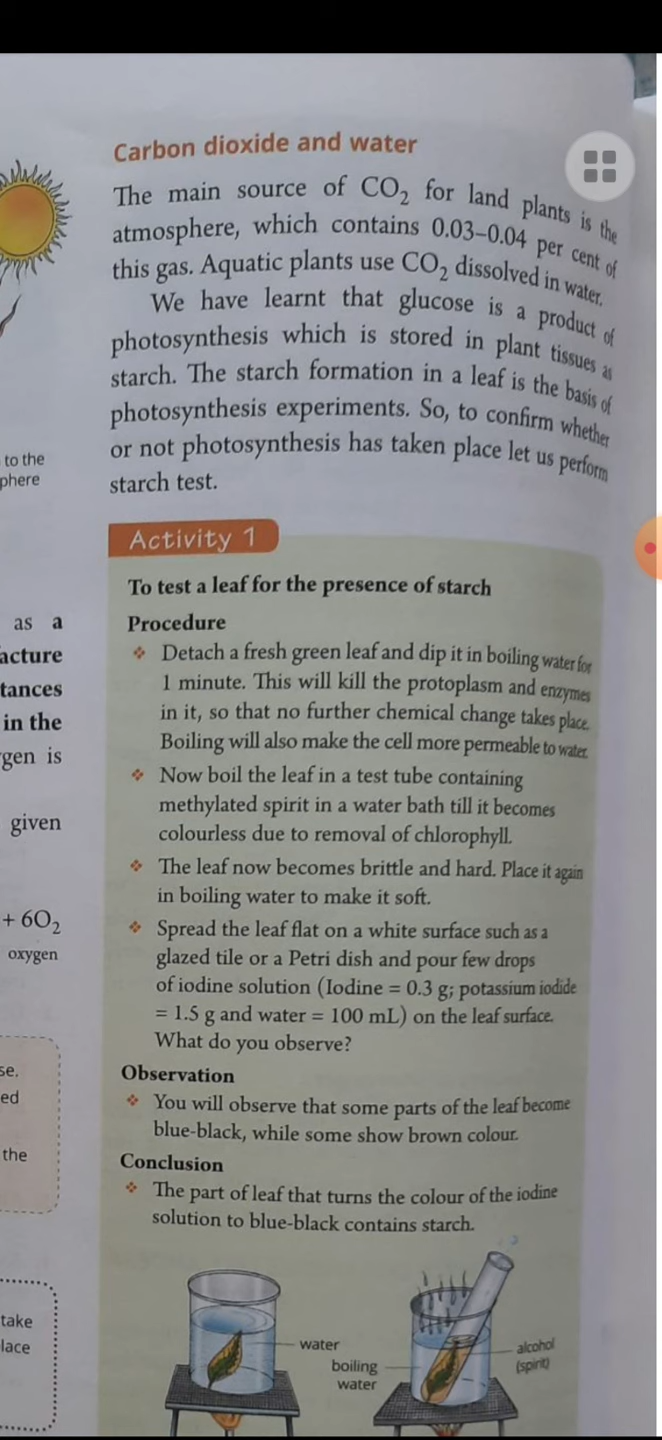 Carbon dioxide and water
The main source of CO₂ for land plants is the
atmosphere, which contains 0.03–0.04 per cent of
this gas. Aquatic plants use CO₂ dissolved in water.
We have learnt that glucose is a product of
photosynthesis which is stored in plant tissues as
starch. The starch formation in a leaf is the basis of
photosynthesis experiments. So, to confirm whether
or not photosynthesis has taken place let us perform
starch test.
to the
phere
as a
acture
tances
in the
gen is
given
+ 6O₂
oxygen
se.
ed
the
take
lace
Activity 1
To test a leaf for the presence of starch
Procedure
❖ Detach a fresh green leaf and dip it in boiling water for
1 minute. This will kill the protoplasm and enzymes
in it, so that no further chemical change takes place.
Boiling will also make the cell more permeable to water.
❖ Now boil the leaf in a test tube containing
methylated spirit in a water bath till it becomes
colourless due to removal of chlorophyll.
❖ The leaf now becomes brittle and hard. Place it again
in boiling water to make it soft.
❖ Spread the leaf flat on a white surface such as a
glazed tile or a Petri dish and pour few drops
of iodine solution (Iodine = 0.3 g; potassium iodide
= 1.5 g and water = 100 mL) on the leaf surface.
What do you observe?
Observation
❖ You will observe that some parts of the leaf become
blue-black, while some show brown colour.
Conclusion
❖ The part of leaf that turns the colour of the iodine
solution to blue-black contains starch.
water
boiling
water
alcohol
(spirit)